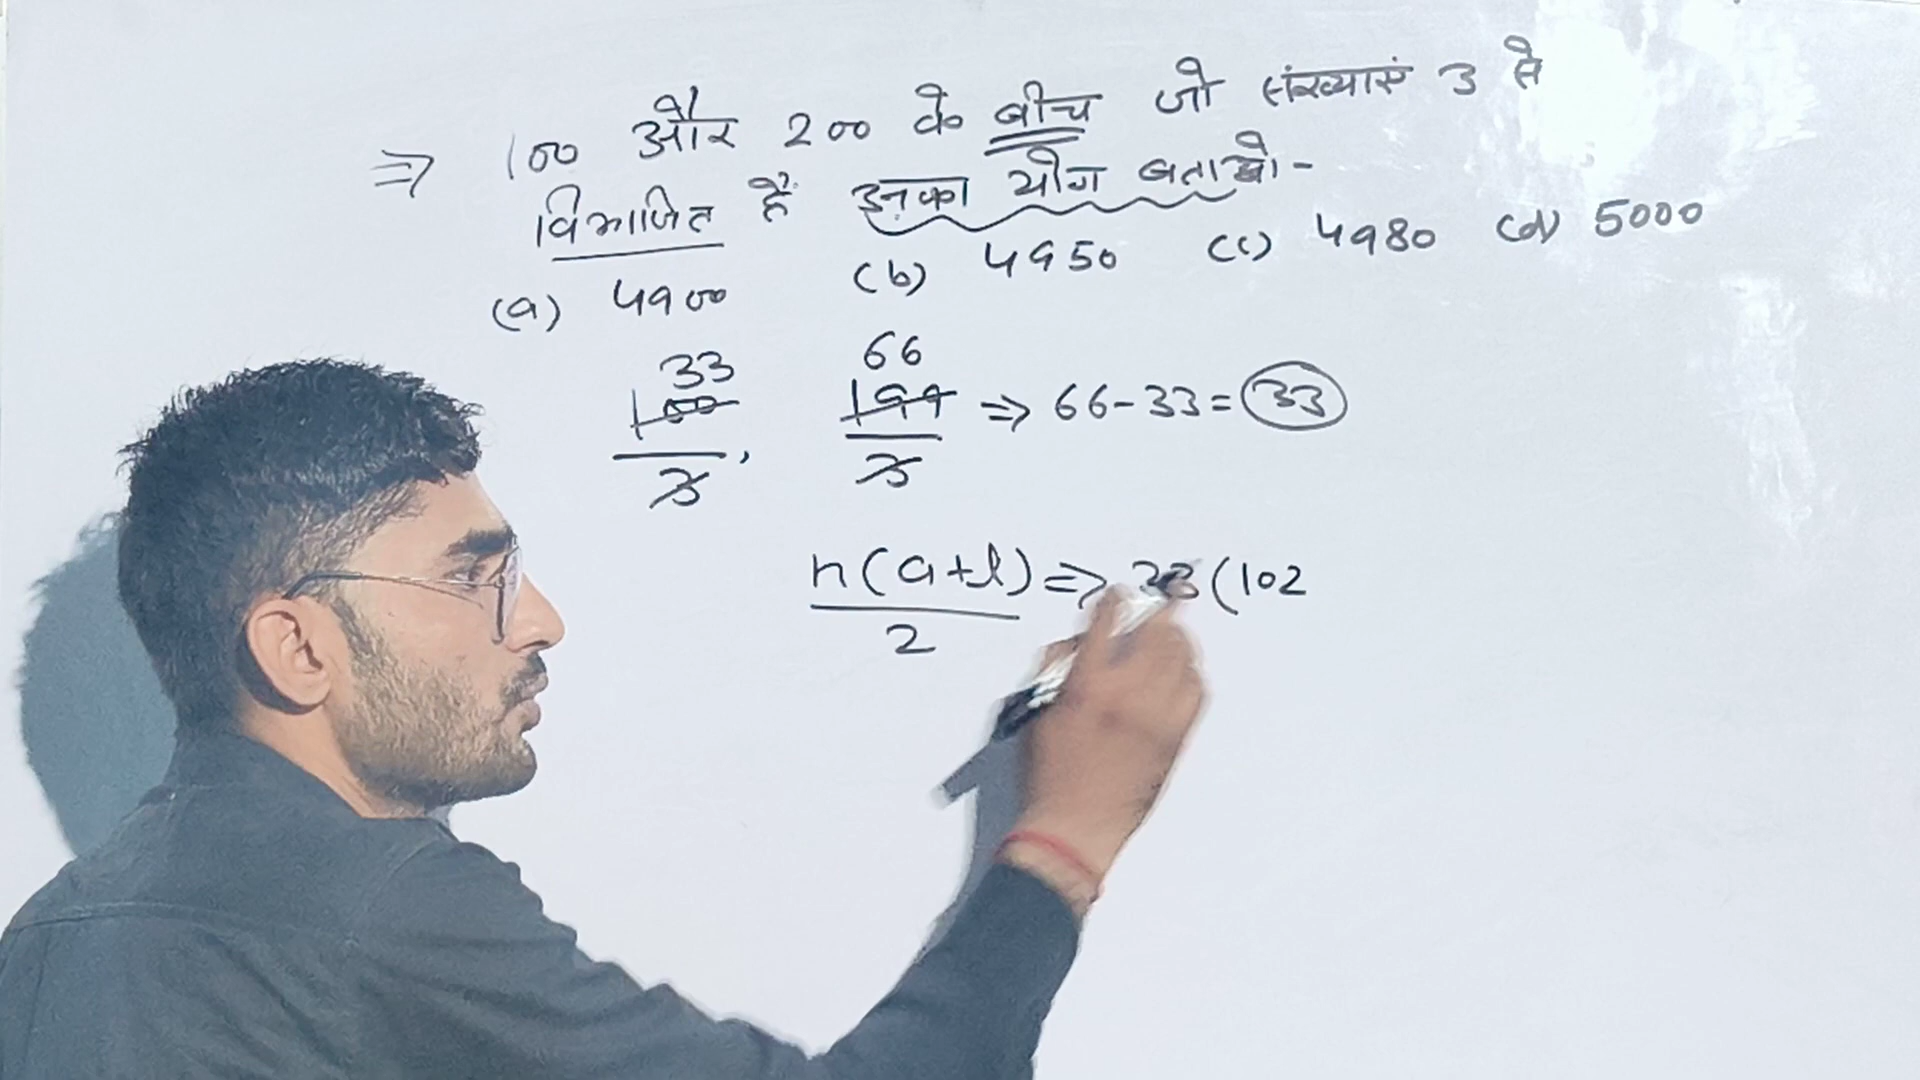 ⇒ 100 और 200 के बीच जो संख्याएं 3 से
विभाजित हैं इनका योग बताओ-
(a) 4900 (b) 4950 (c) 4980 (d) 5000
33 66
100/3, 199/3 ⇒ 66-33=33
n(a+l)/2 ⇒ 33(102